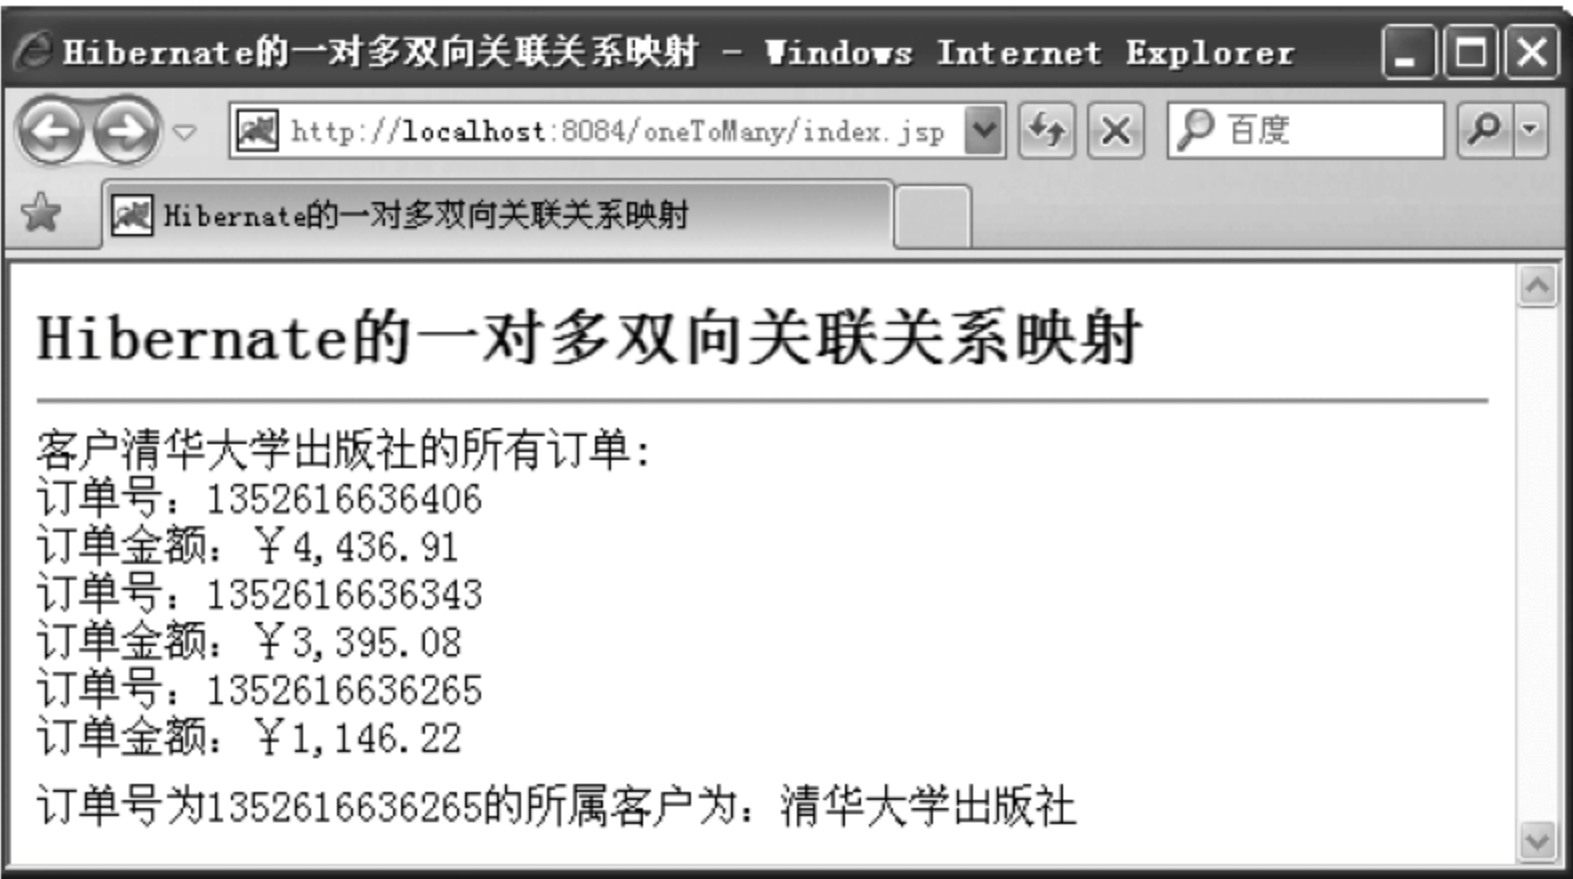 Hibernate的一对多双向关联关系映射 - Windows Internet Explorer
http://localhost:8084/oneToMany/index.jsp
百度
Hibernate的一对多双向关联关系映射
Hibernate的一对多双向关联关系映射
客户清华大学出版社的所有订单:
订单号：1352616636406
订单金额：￥4,436.91
订单号：1352616636343
订单金额：￥3,395.08
订单号：1352616636265
订单金额：￥1,146.22
订单号为1352616636265的所属客户为：清华大学出版社